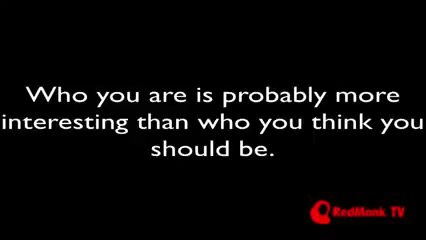 Who you are is probably more
interesting than who you think you
should be.
RedMonk TV